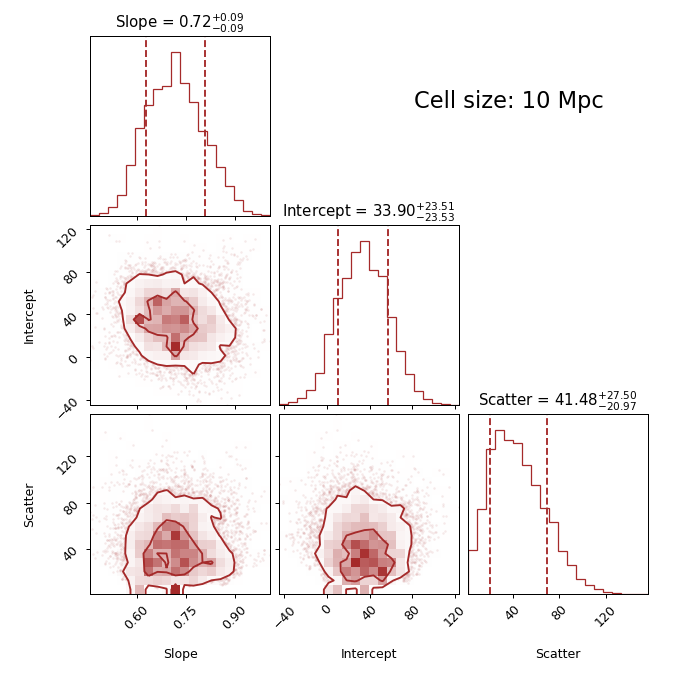 Slope = 0.72+0.09−0.09
Cell size: 10 Mpc
Intercept = 33.90+23.51−23.53
120
80
40
0
−40
Intercept
Scatter = 41.48+27.50−20.97
120
80
40
Scatter
0.60 0.75 0.90
−40 0 40 80 120
40 80 120
Slope
Intercept
Scatter